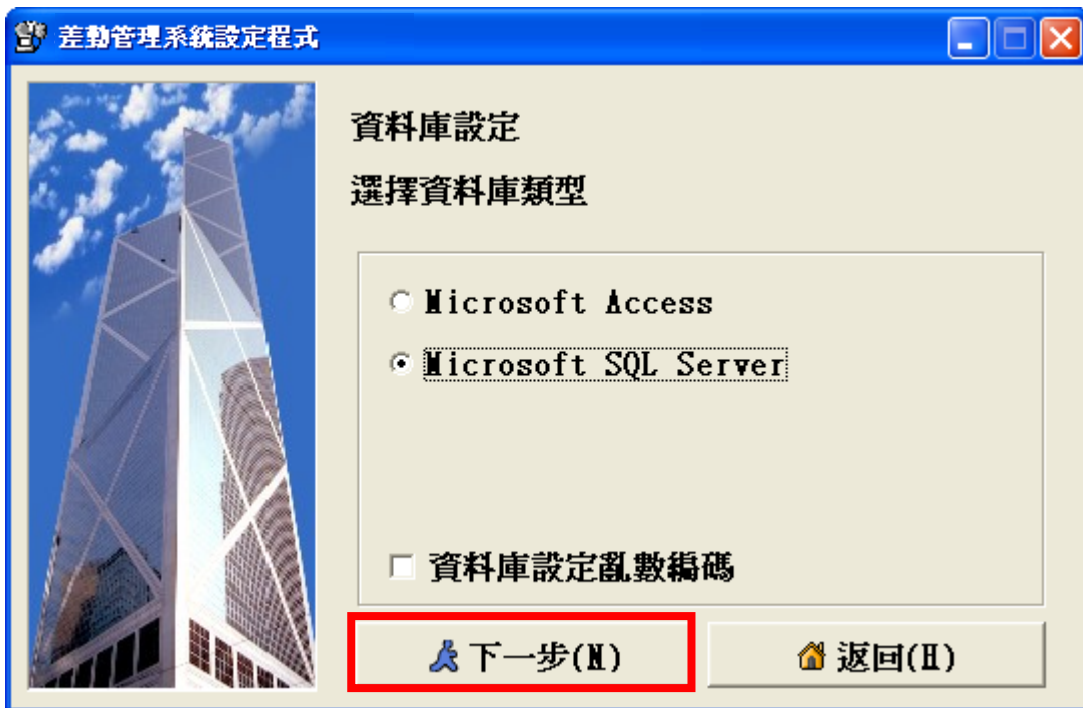 差勤管理系統設定程式
資料庫設定
選擇資料庫類型
Microsoft Access
Microsoft SQL Server
資料庫設定亂數編碼
下一步(N)
返回(H)